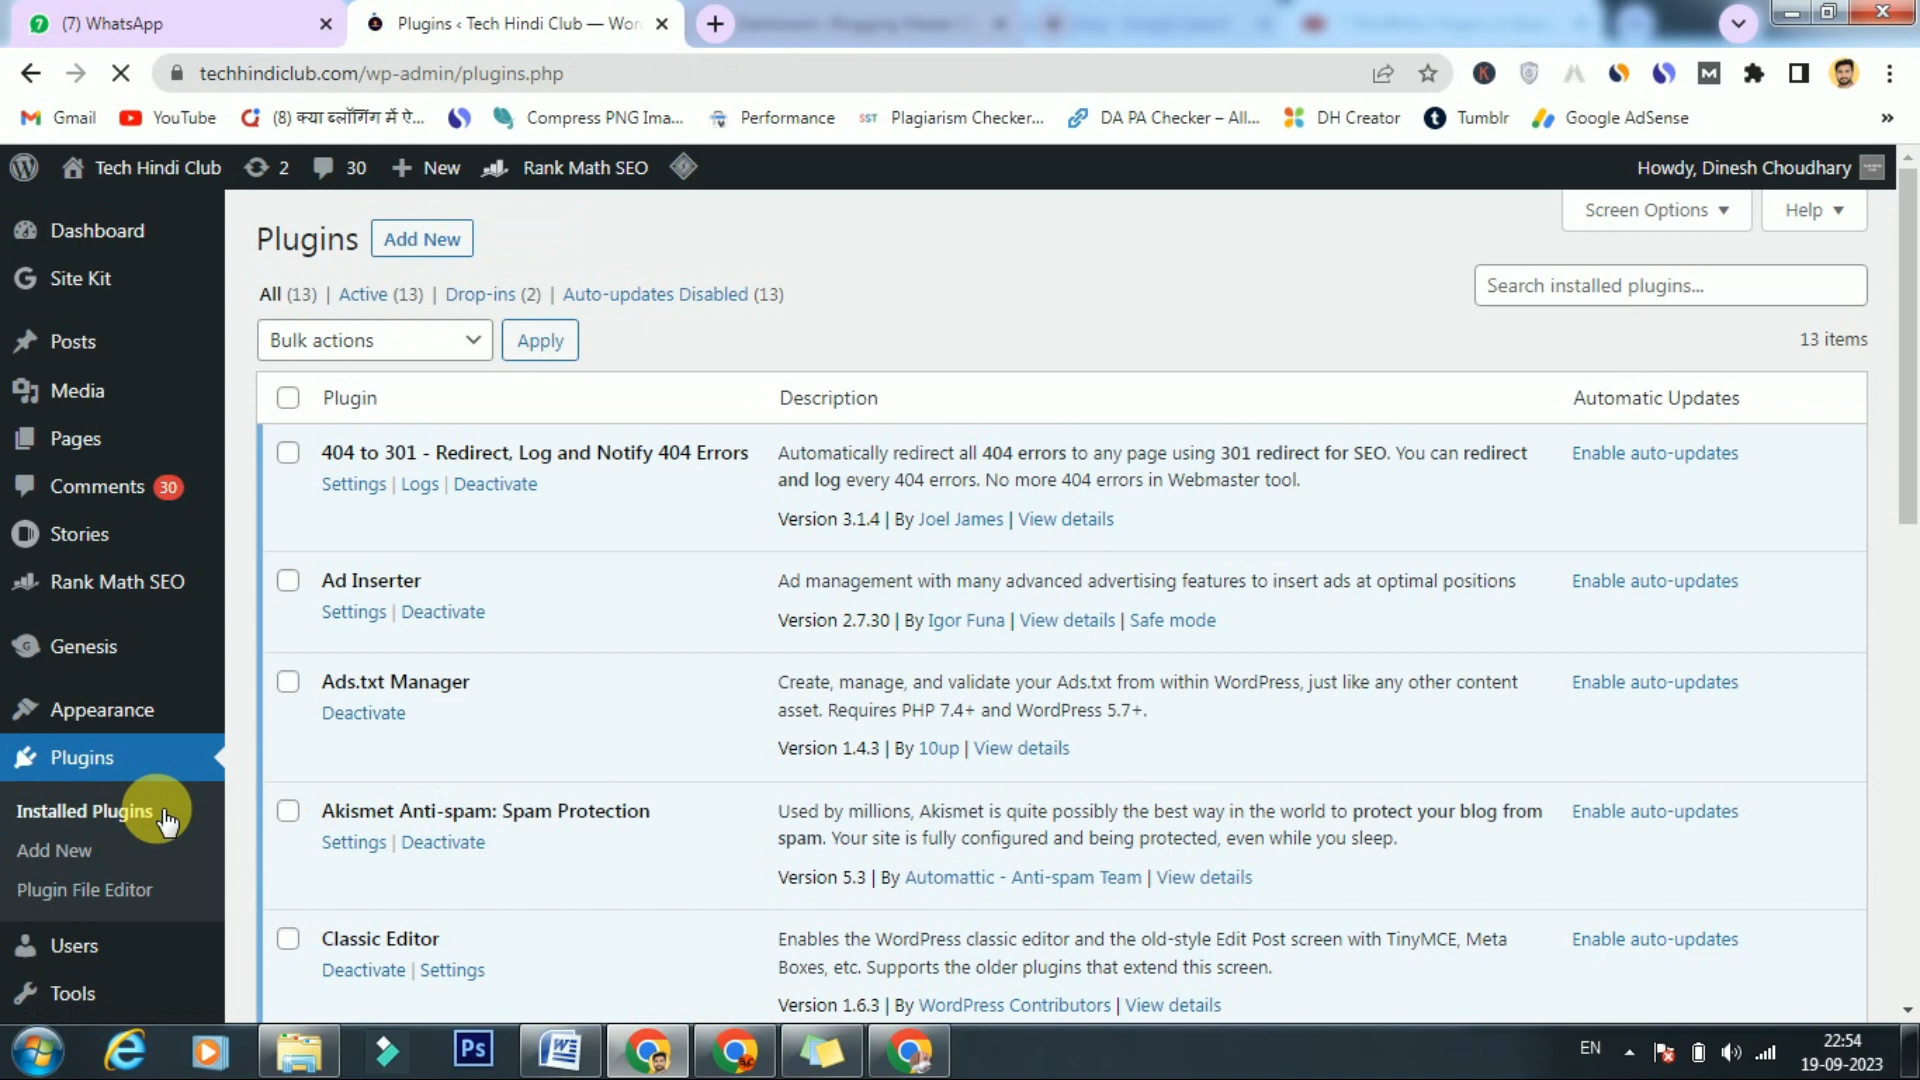 (7) WhatsApp
Plugins ‹ Tech Hindi Club — Wor
techhindiclub.com/wp-admin/plugins.php
Gmail
YouTube
(8) क्या ब्लॉगिंग में ऐ...
Compress PNG Ima...
Performance
SST Plagiarism Checker...
DA PA Checker – All...
DH Creator
Tumblr
Google AdSense
»
Tech Hindi Club
2
30
New
Rank Math SEO
Howdy, Dinesh Choudhary
Dashboard
Site Kit
Posts
Media
Pages
Comments 30
Stories
Rank Math SEO
Genesis
Appearance
Plugins
Installed Plugins
Add New
Plugin File Editor
Users
Tools
Screen Options
Help
Plugins
Add New
All (13) | Active (13) | Drop-ins (2) | Auto-updates Disabled (13)
Search installed plugins...
Bulk actions
Apply
13 items
Plugin
Description
Automatic Updates
404 to 301 - Redirect, Log and Notify 404 Errors
Settings | Logs | Deactivate
Automatically redirect all 404 errors to any page using 301 redirect for SEO. You can redirect
and log every 404 errors. No more 404 errors in Webmaster tool.
Version 3.1.4 | By Joel James | View details
Enable auto-updates
Ad Inserter
Settings | Deactivate
Ad management with many advanced advertising features to insert ads at optimal positions
Version 2.7.30 | By Igor Funa | View details | Safe mode
Enable auto-updates
Ads.txt Manager
Deactivate
Create, manage, and validate your Ads.txt from within WordPress, just like any other content
asset. Requires PHP 7.4+ and WordPress 5.7+.
Version 1.4.3 | By 10up | View details
Enable auto-updates
Akismet Anti-spam: Spam Protection
Settings | Deactivate
Used by millions, Akismet is quite possibly the best way in the world to protect your blog from
spam. Your site is fully configured and being protected, even while you sleep.
Version 5.3 | By Automattic - Anti-spam Team | View details
Enable auto-updates
Classic Editor
Deactivate | Settings
Enables the WordPress classic editor and the old-style Edit Post screen with TinyMCE, Meta
Boxes, etc. Supports the older plugins that extend this screen.
Version 1.6.3 | By WordPress Contributors | View details
Enable auto-updates
Ps
EN
22:54
19-09-2023